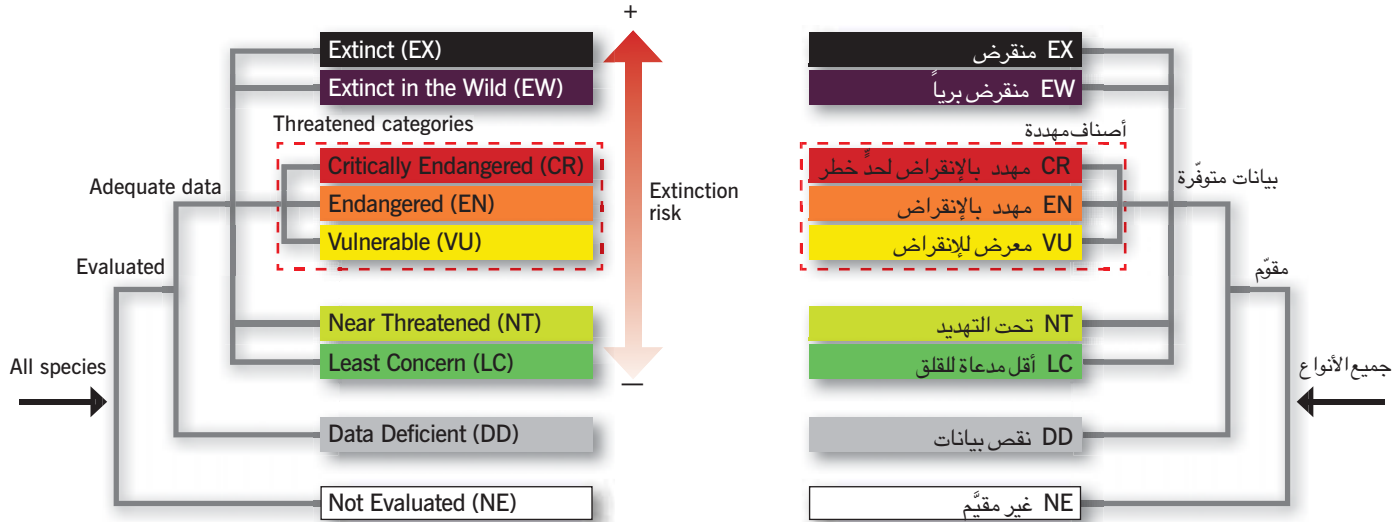 +
Extinct (EX)
Extinct in the Wild (EW)
Threatened categories
Critically Endangered (CR)
Adequate data
Endangered (EN)
Extinction
risk
Vulnerable (VU)
Evaluated
Near Threatened (NT)
Least Concern (LC)
All species
—
Data Deficient (DD)
Not Evaluated (NE)
EX منقرض
EW منقرض برياً
أصناف مهددة
CR مهدد بالإنقراض لحدٍّ خطر
بيانات متوفّرة
EN مهدد بالإنقراض
VU معرض للإنقراض
مقوّم
NT تحت التهديد
LC أقل مدعاة للقلق
جميع الأنواع
DD نقص بيانات
NE غير مقيَّم